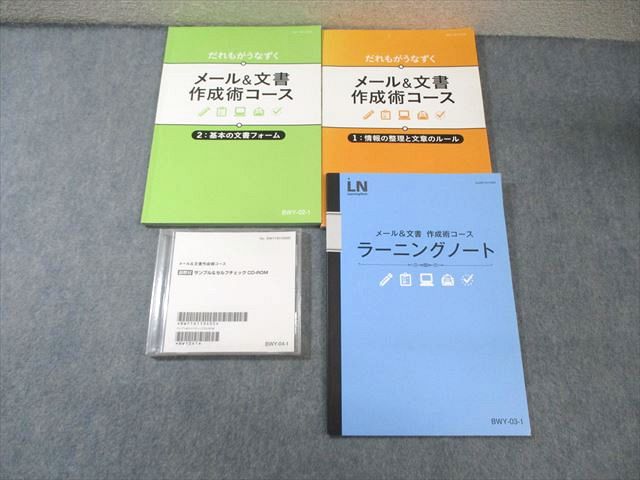 だれもがうなずく
メール&文書
作成術コース
2:基本の文書フォーム
BWY-02-1
だれもがうなずく
メール&文書
作成術コース
1:情報の整理と文章のルール
LN
メール&文書 作成術コース
ラーニングノート
BWY-03-1
メール&文書作成術コース
サンプル&セルフチェックCD-ROM
BWY-04-1